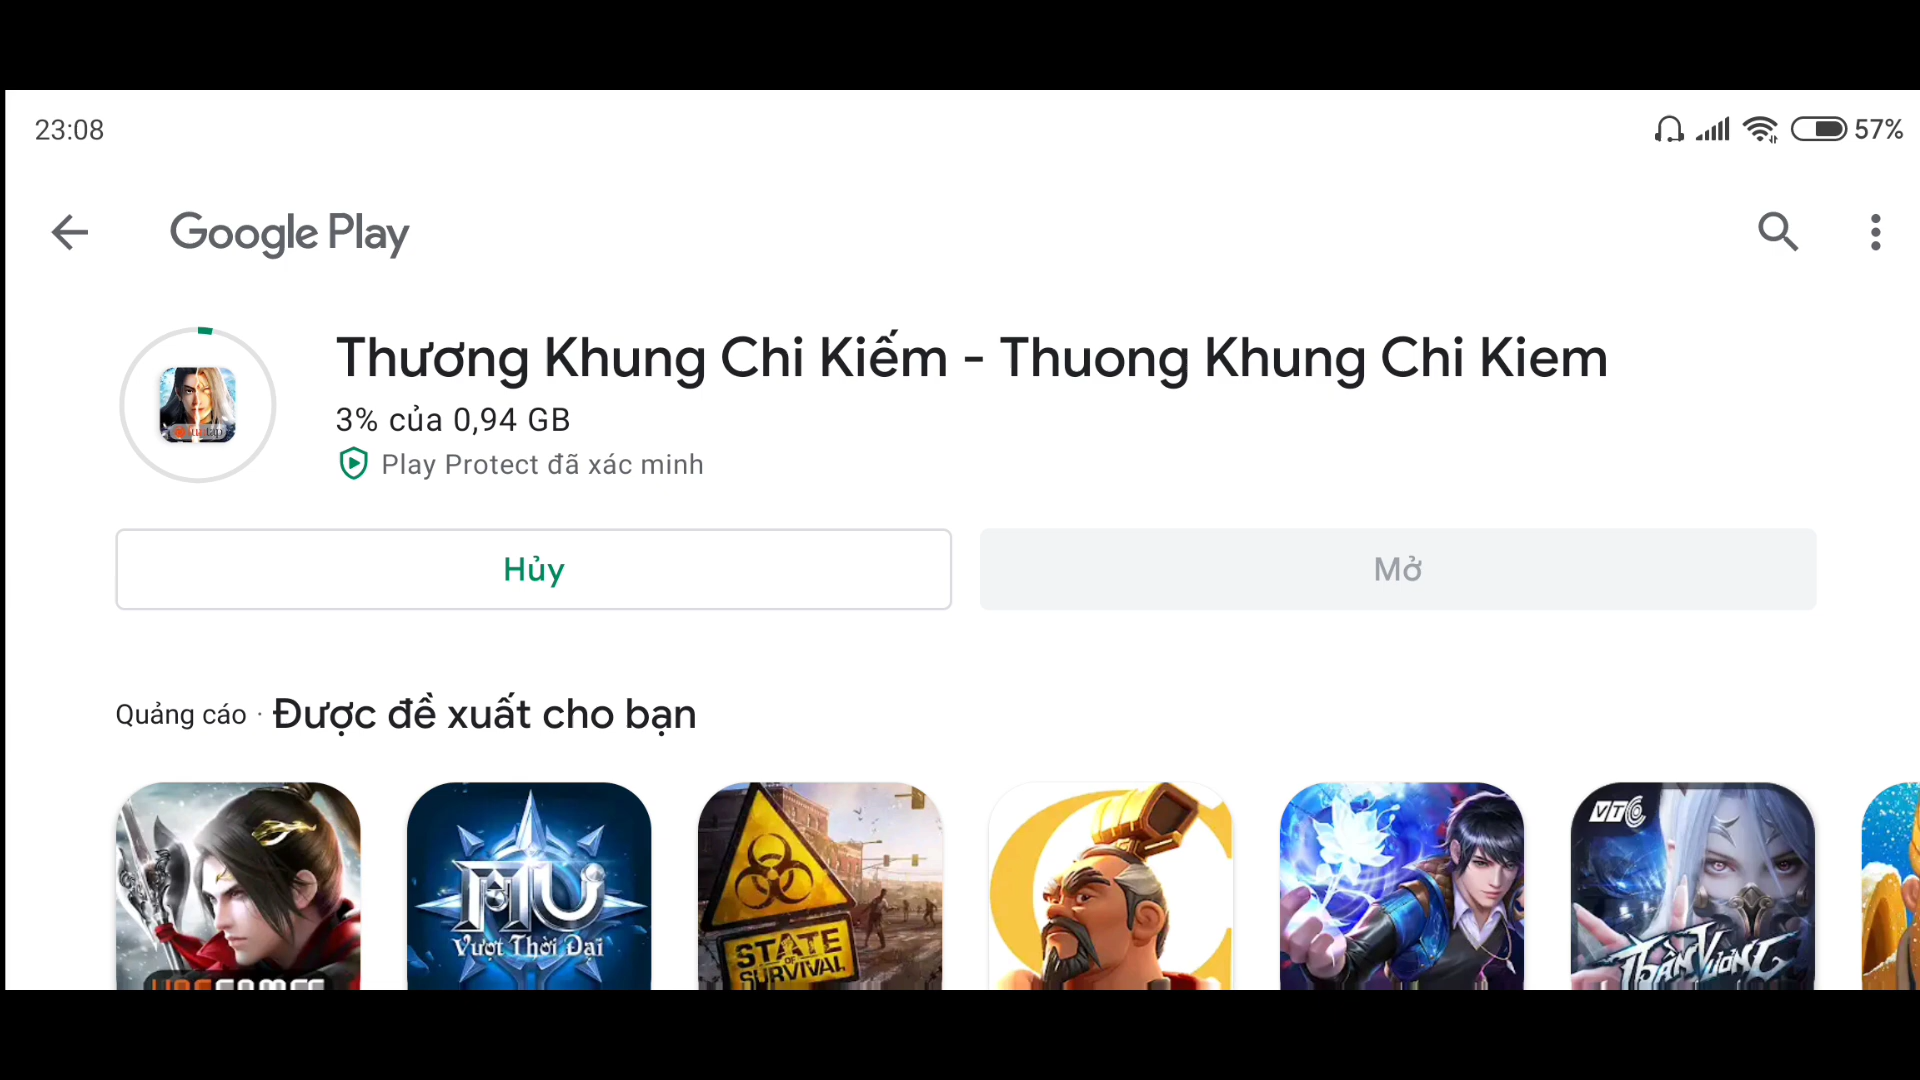 23:08
57%
Google Play
Thương Khung Chi Kiếm - Thuong Khung Chi Kiem
3% của 0,94 GB
Play Protect đã xác minh
Hủy
Mở
Quảng cáo · Được đề xuất cho bạn
MU
Vượt Thời Đại
STATE
OF
SURVIVAL
VTC
THẦN VƯƠNG